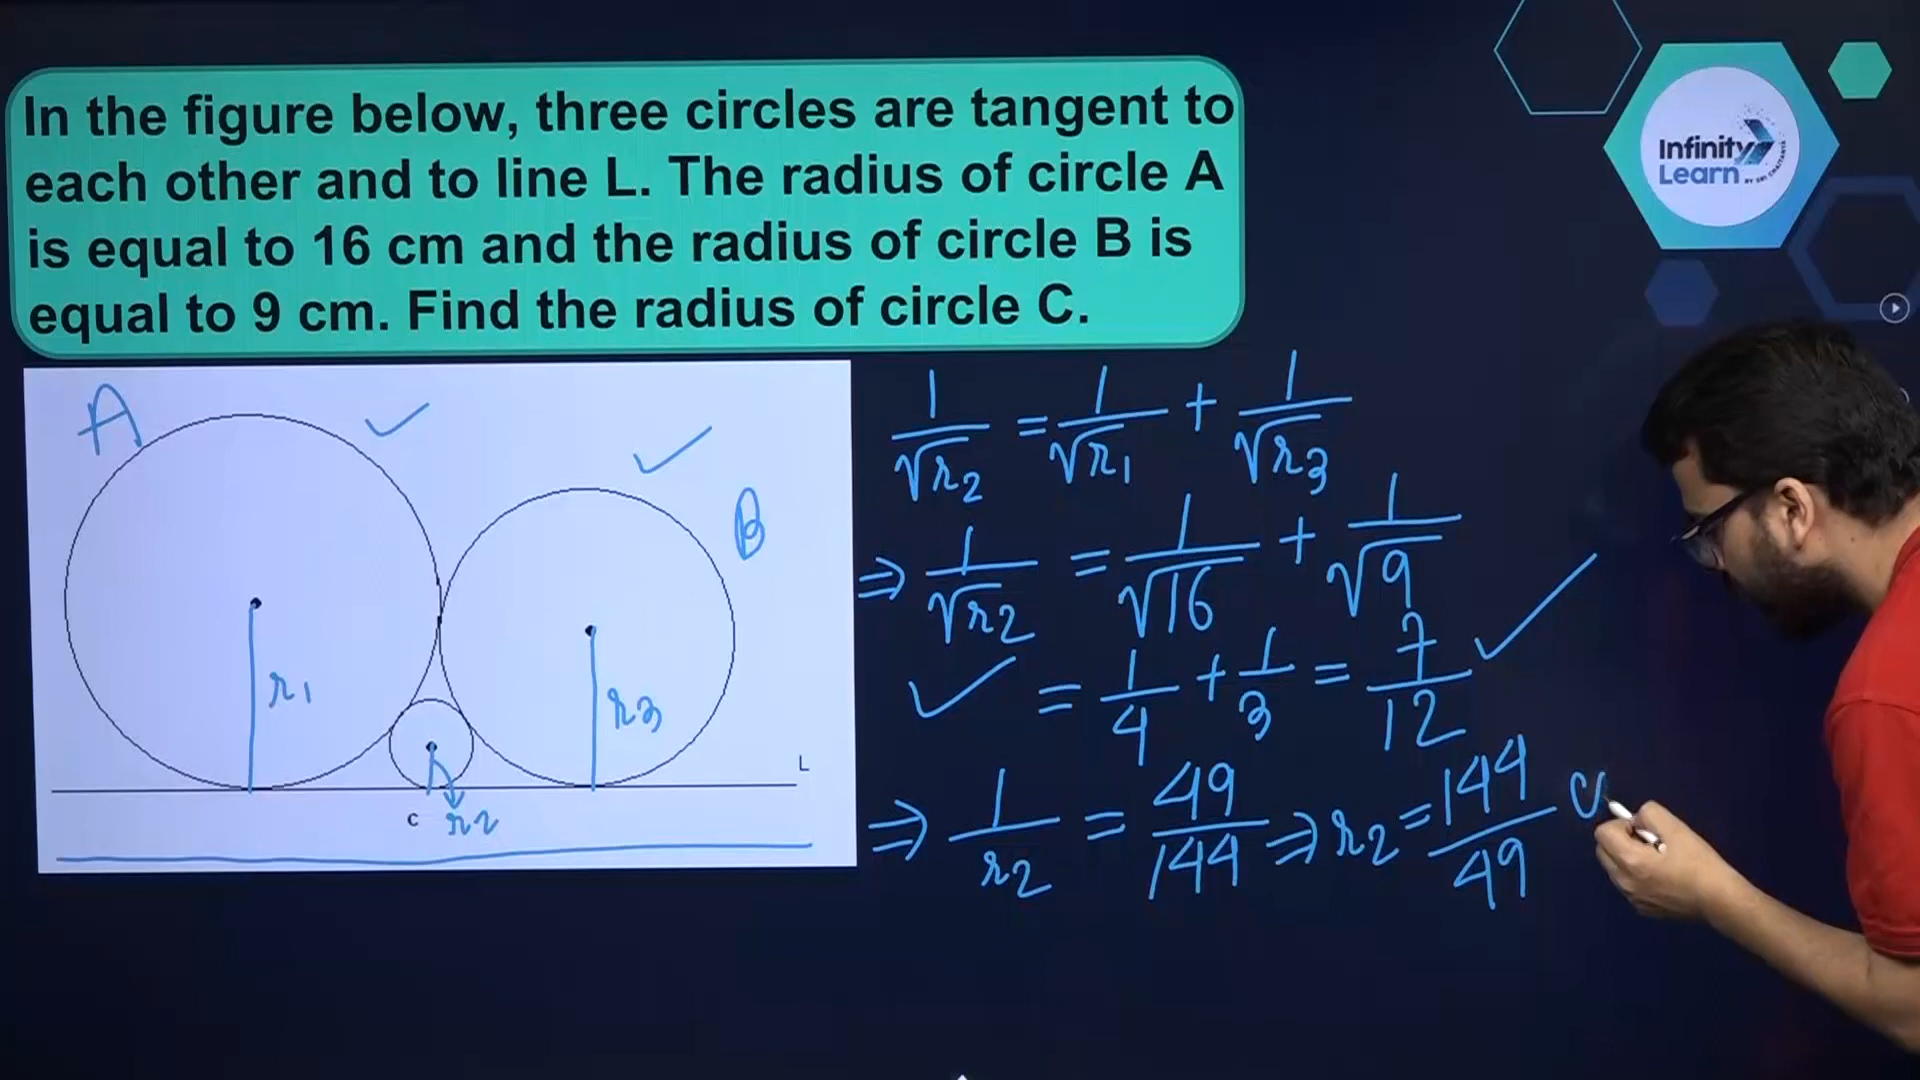 In the figure below, three circles are tangent to
each other and to line L. The radius of circle A
is equal to 16 cm and the radius of circle B is
equal to 9 cm. Find the radius of circle C.
Infinity
Learn
BY SRI CHAITANYA
A
B
r1
r3
L
C r2
1/√r2 = 1/√r1 + 1/√r3
⇒ 1/√r2 = 1/√16 + 1/√9
= 1/4 + 1/3 = 7/12
⇒ 1/r2 = 49/144 ⇒ r2 = 144/49 c